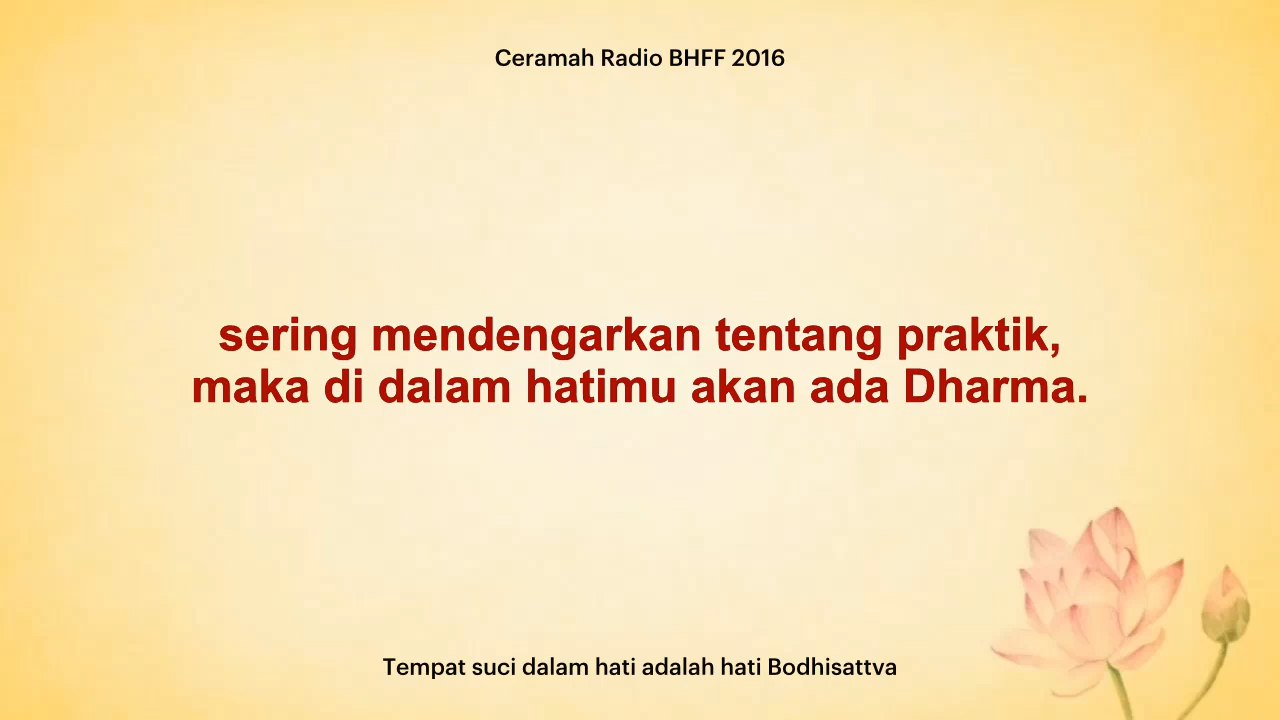 Ceramah Radio BHFF 2016
sering mendengarkan tentang praktik,
maka di dalam hatimu akan ada Dharma.
Tempat suci dalam hati adalah hati Bodhisattva